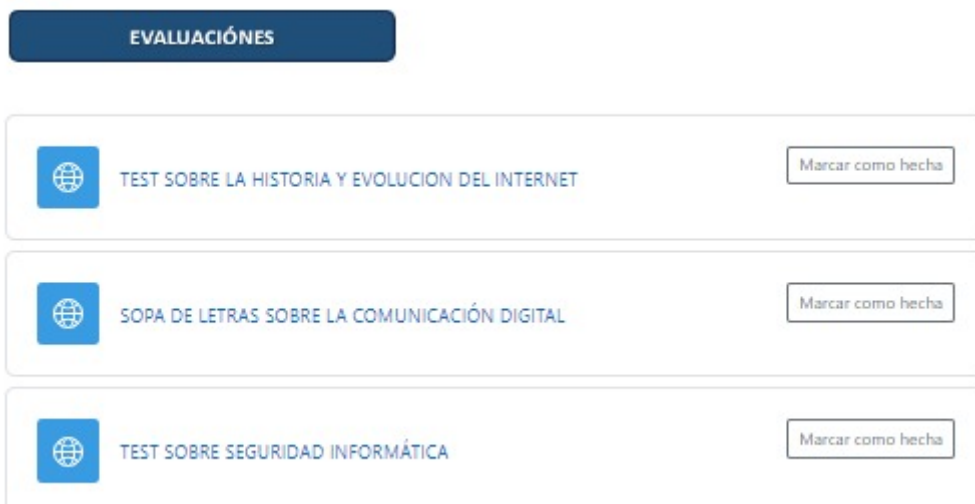 EVALUACIÓNES
TEST SOBRE LA HISTORIA Y EVOLUCION DEL INTERNET
Marcar como hecha
SOPA DE LETRAS SOBRE LA COMUNICACIÓN DIGITAL
Marcar como hecha
TEST SOBRE SEGURIDAD INFORMÁTICA
Marcar como hecha